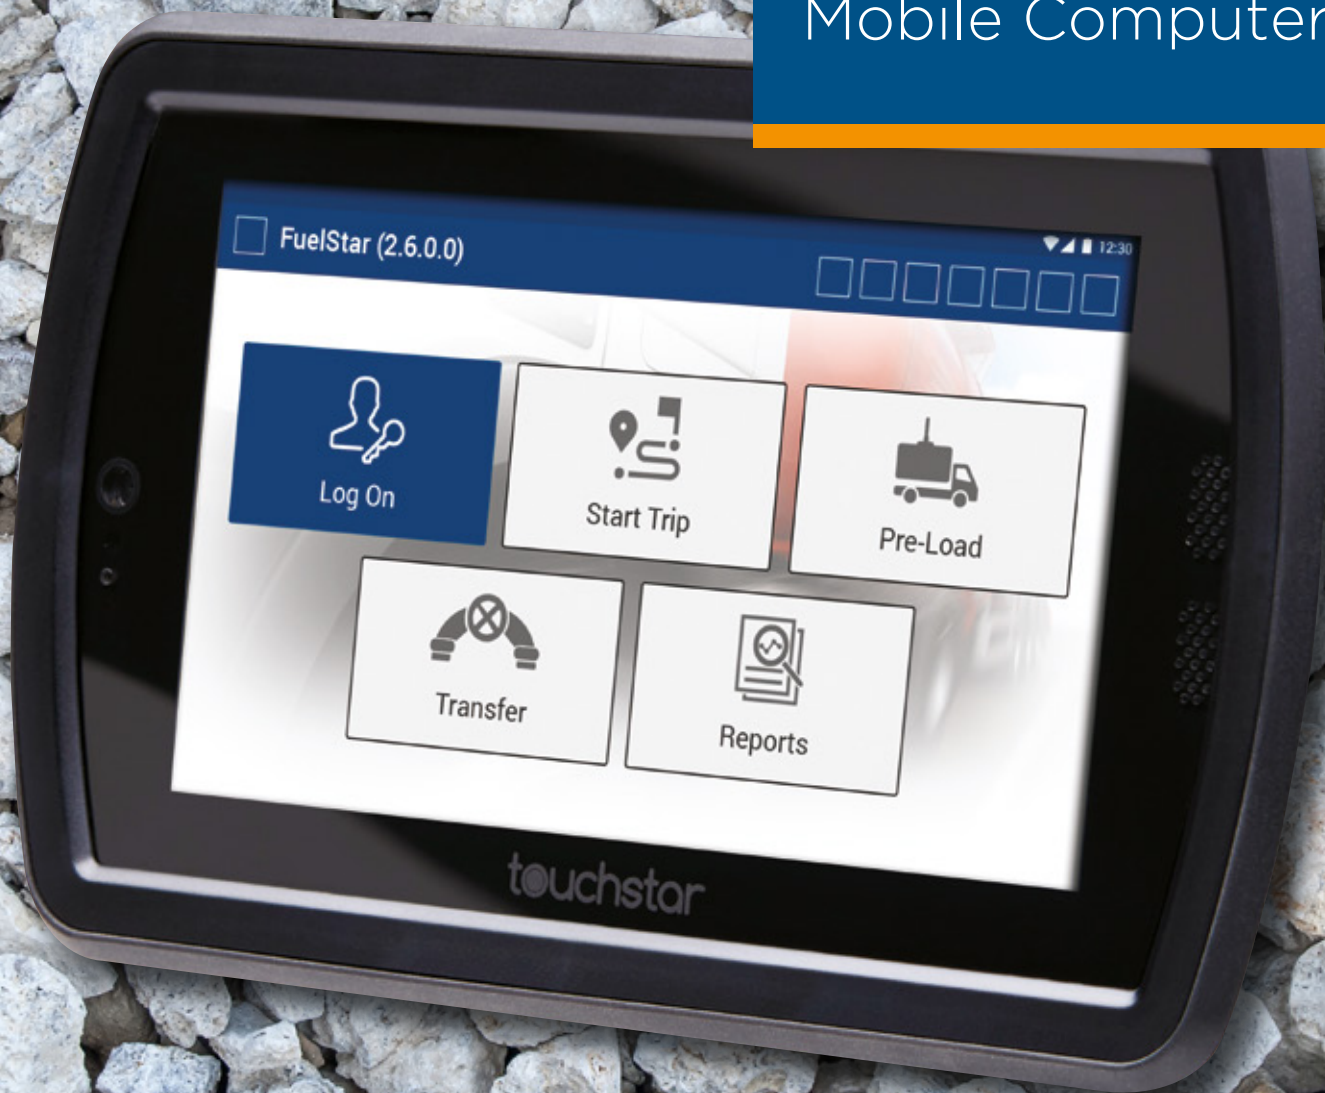 Mobile Computer
FuelStar (2.6.0.0)
12:30
Log On
Start Trip
Pre-Load
Transfer
Reports
touchstar